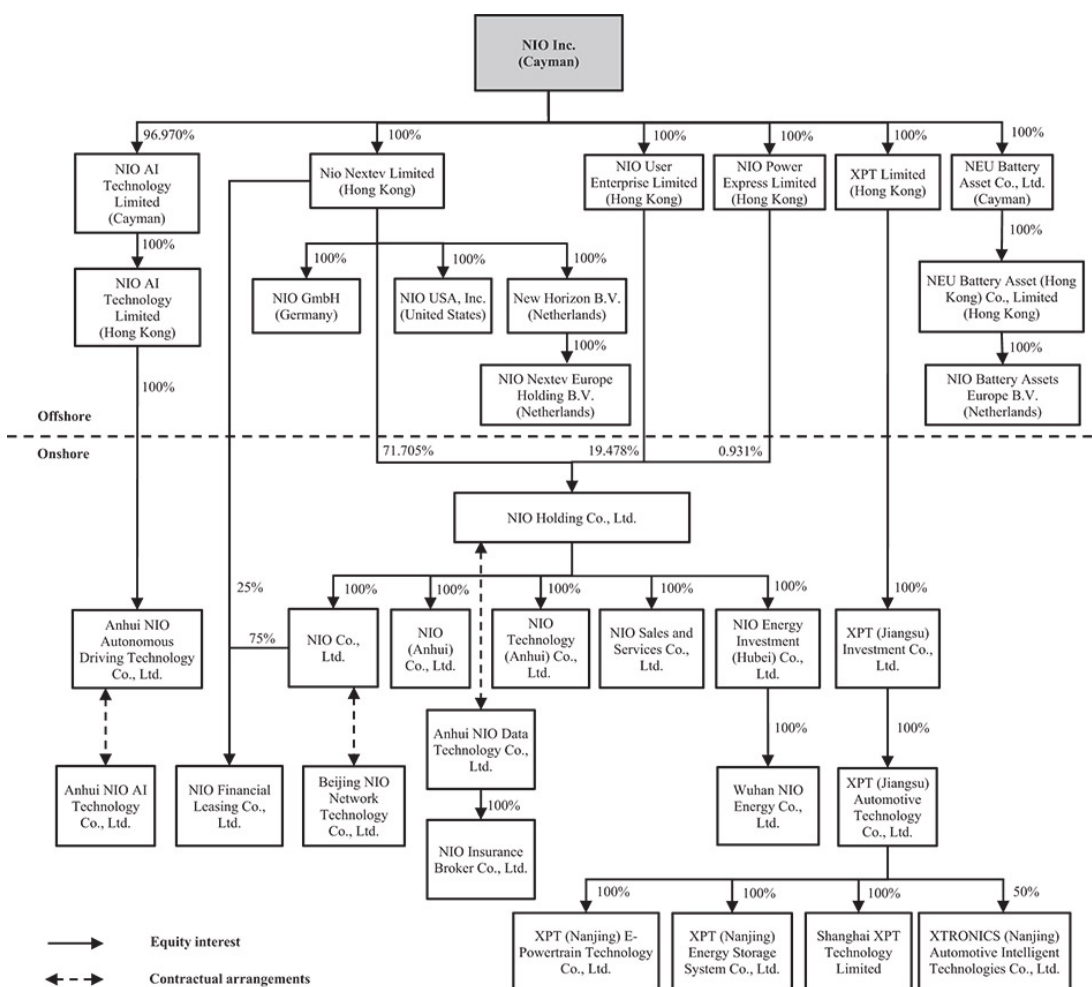 NIO Inc.
(Cayman)
96.970%
100%
100%
100%
100%
100%
NIO AI
Technology
Limited
(Cayman)
Nio Nextev Limited
(Hong Kong)
NIO User
Enterprise Limited
(Hong Kong)
NIO Power
Express Limited
(Hong Kong)
XPT Limited
(Hong Kong)
NEU Battery
Asset Co., Ltd.
(Cayman)
100%
100%
100%
100%
100%
NIO AI
Technology
Limited
(Hong Kong)
NIO GmbH
(Germany)
NIO USA, Inc.
(United States)
New Horizon B.V.
(Netherlands)
NEU Battery Asset (Hong
Kong) Co., Limited
(Hong Kong)
100%
100%
100%
NIO Nextev Europe
Holding B.V.
(Netherlands)
NIO Battery Assets
Europe B.V.
(Netherlands)
Offshore
Onshore
71.705%
19.478%
0.931%
NIO Holding Co., Ltd.
25%
100%
100%
100%
100%
100%
100%
75%
Anhui NIO
Autonomous
Driving Technology
Co., Ltd.
NIO Co.,
Ltd.
NIO
(Anhui)
Co., Ltd.
NIO
Technology
(Anhui) Co.,
Ltd.
NIO Sales and
Services Co.,
Ltd.
NIO Energy
Investment
(Hubei) Co.,
Ltd.
XPT (Jiangsu)
Investment Co.,
Ltd.
100%
100%
Anhui NIO AI
Technology
Co., Ltd.
NIO Financial
Leasing Co.,
Ltd.
Beijing NIO
Network
Technology
Co., Ltd.
Anhui NIO Data
Technology Co.,
Ltd.
Wuhan NIO
Energy Co.,
Ltd.
XPT (Jiangsu)
Automotive
Technology
Co., Ltd.
100%
NIO Insurance
Broker Co., Ltd.
100%
100%
100%
50%
XPT (Nanjing) E-
Powertrain Technology
Co., Ltd.
XPT (Nanjing)
Energy Storage
System Co., Ltd.
Shanghai XPT
Technology
Limited
XTRONICS (Nanjing)
Automotive Intelligent
Technologies Co., Ltd.
Equity interest
Contractual arrangements